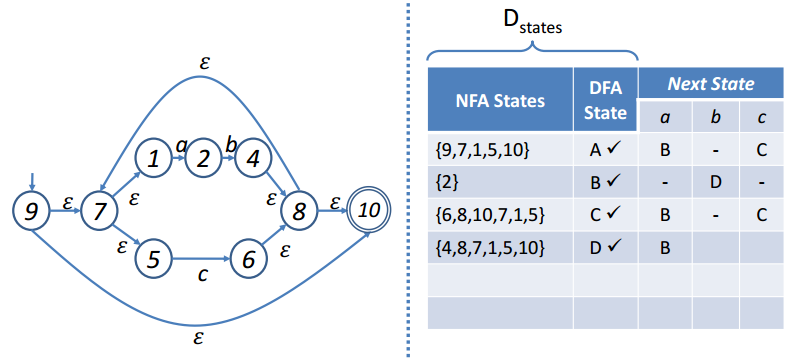 D states
ε
1 a 2 b 4
9 ε 7 ε ε 8 ε 10
ε 5 c 6 ε
ε
NFA States DFA State Next State
a b c
{9,7,1,5,10} A ✓ B - C
{2} B ✓ - D -
{6,8,10,7,1,5} C ✓ B - C
{4,8,7,1,5,10} D ✓ B